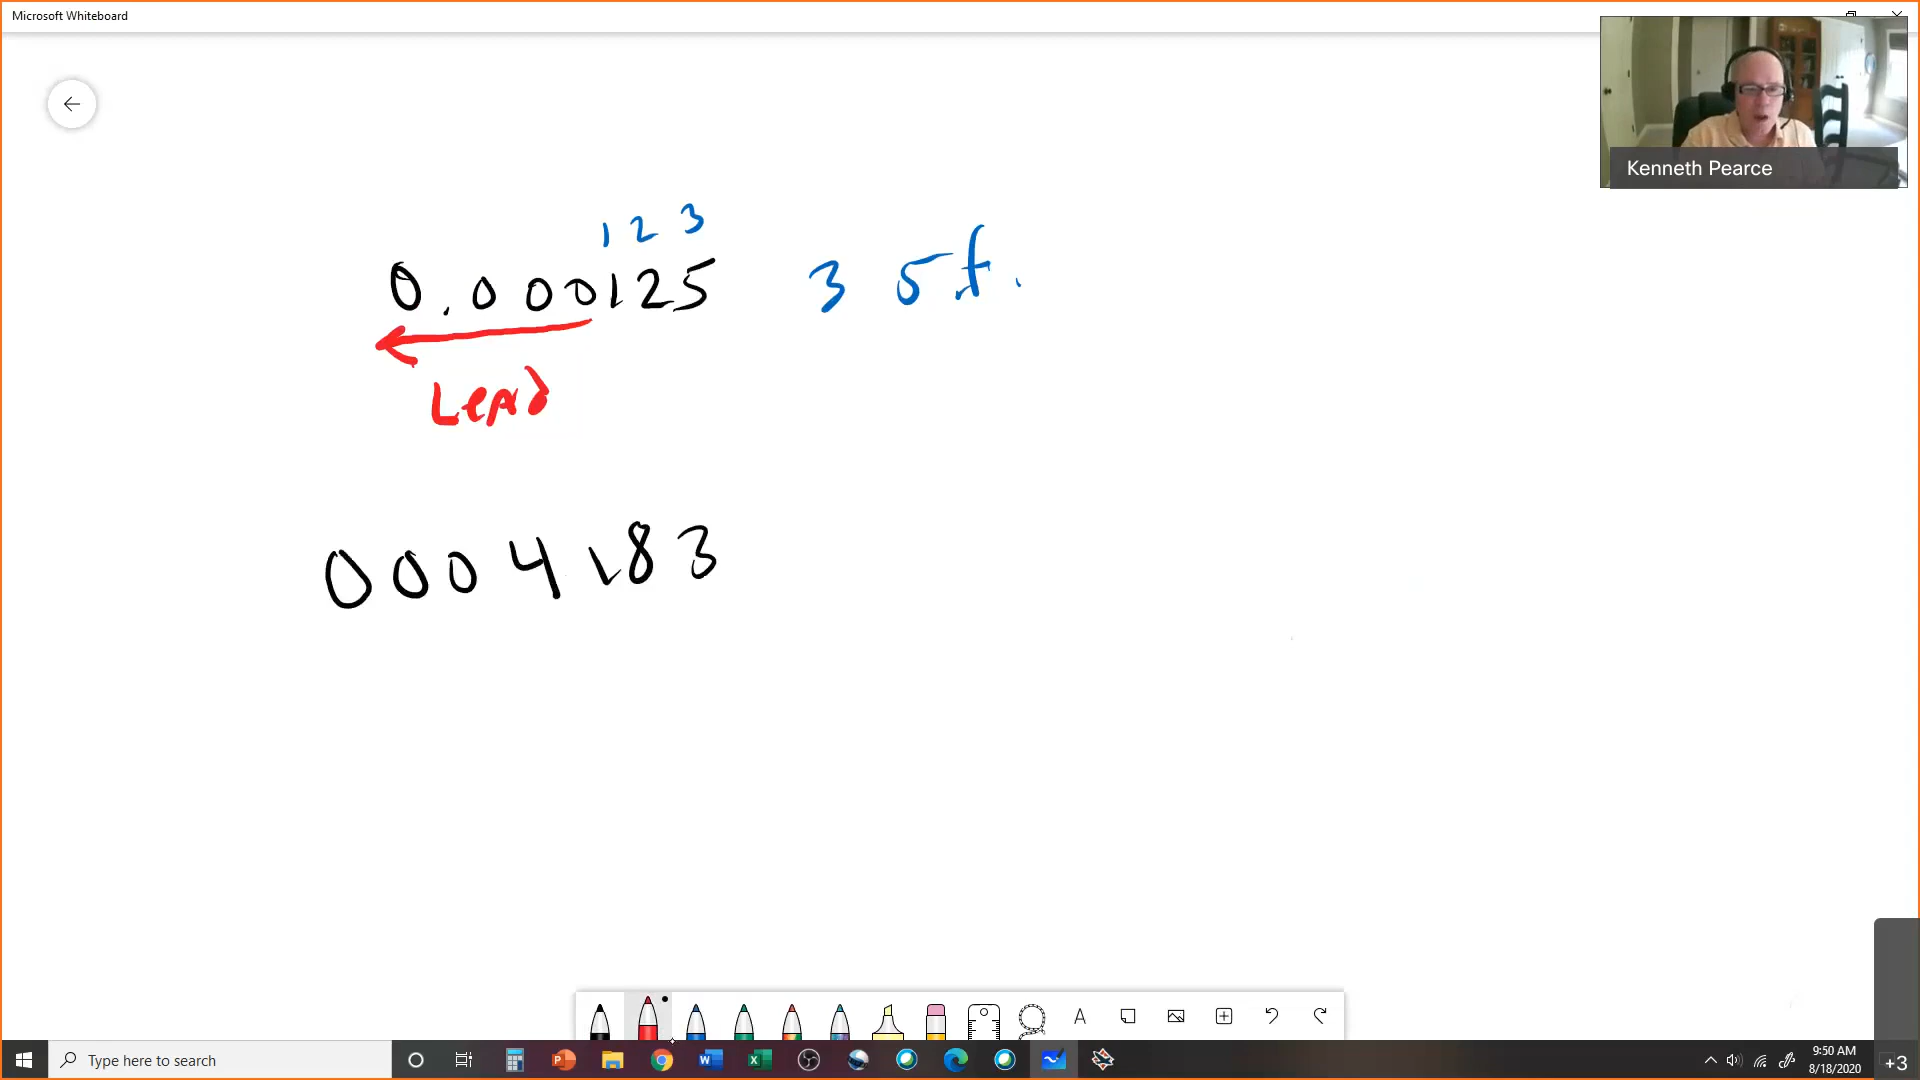 Microsoft Whiteboard
Kenneth Pearce
1 2 3
0.000125 3 s.f.
Lead
0004183
A
Type here to search
9:50 AM
8/18/2020
+3